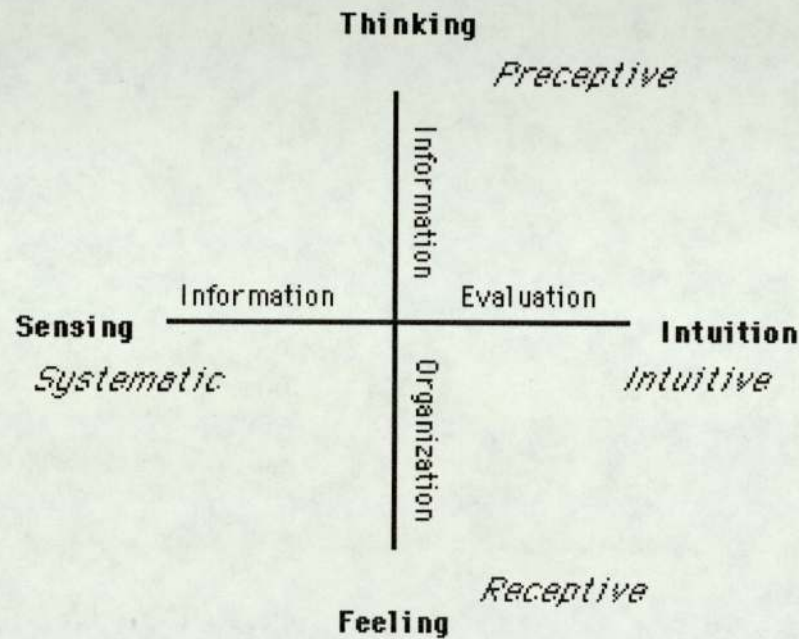 Thinking
Preceptive
Information
Information
Evaluation
Sensing
Intuition
Systematic
Intuitive
Organization
Receptive
Feeling